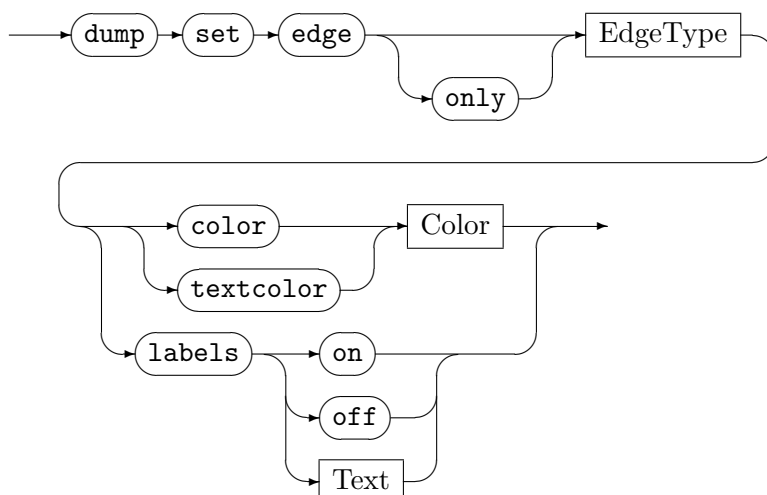 dump set edge EdgeType
only
color Color
textcolor
labels on
off
Text